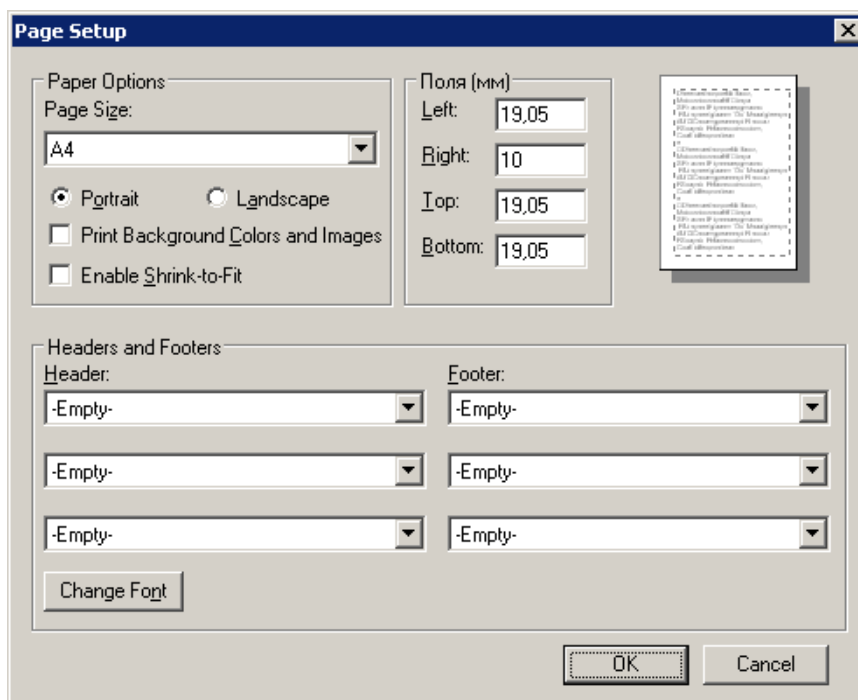 Page Setup
Paper Options
Page Size:
A4
Portrait
Landscape
Print Background Colors and Images
Enable Shrink-to-Fit
Поля (мм)
Left: 19,05
Right: 10
Top: 19,05
Bottom: 19,05
Headers and Footers
Header:
Footer:
-Empty-
-Empty-
-Empty-
-Empty-
-Empty-
-Empty-
Change Font
OK
Cancel